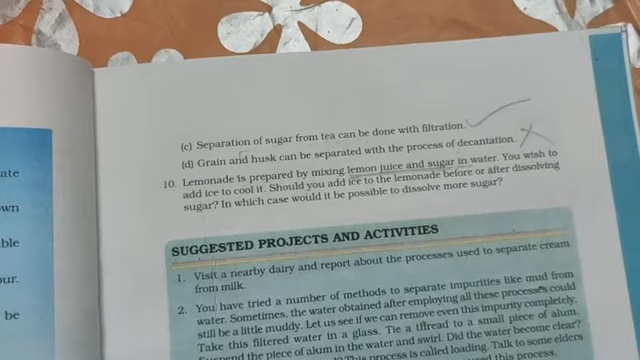 ate
own
ble
our.
be
(c) Separation of sugar from tea can be done with filtration.
(d) Grain and husk can be separated with the process of decantation.
10. Lemonade is prepared by mixing lemon juice and sugar in water. You wish to
add ice to cool it. Should you add ice to the lemonade before or after dissolving
sugar? In which case would it be possible to dissolve more sugar?
SUGGESTED PROJECTS AND ACTIVITIES
1. Visit a nearby dairy and report about the processes used to separate cream
from milk.
2. You have tried a number of methods to separate impurities like mud from
water. Sometimes, the water obtained after employing all these processes could
still be a little muddy. Let us see if we can remove even this impurity completely.
Take this filtered water in a glass. Tie a thread to a small piece of alum.
Suspend the piece of alum in the water and swirl. Did the water become clear?
This process is called loading. Talk to some elders
this process.